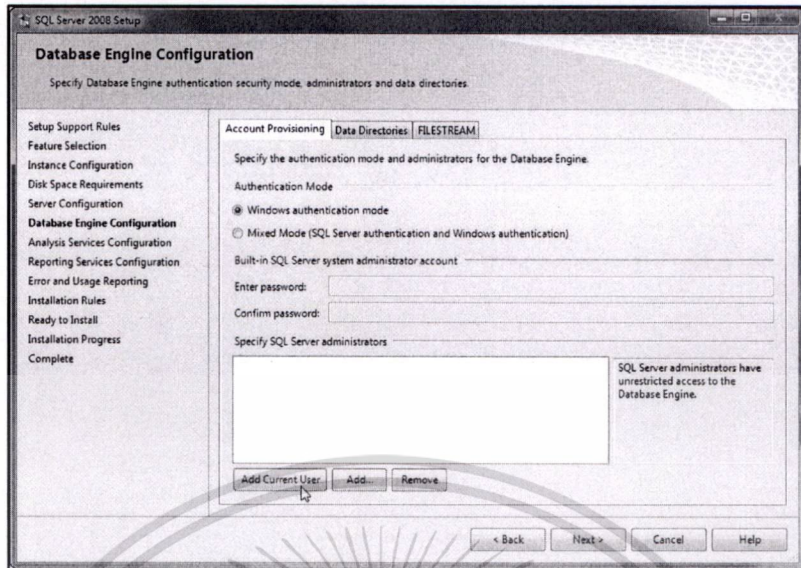 SQL Server 2008 Setup
Database Engine Configuration
Specify Database Engine authentication security mode, administrators and data directories.
Setup Support Rules
Feature Selection
Instance Configuration
Disk Space Requirements
Server Configuration
Database Engine Configuration
Analysis Services Configuration
Reporting Services Configuration
Error and Usage Reporting
Installation Rules
Ready to Install
Installation Progress
Complete
Account Provisioning Data Directories FILESTREAM
Specify the authentication mode and administrators for the Database Engine.
Authentication Mode
Windows authentication mode
Mixed Mode (SQL Server authentication and Windows authentication)
Built-in SQL Server system administrator account
Enter password:
Confirm password:
Specify SQL Server administrators
SQL Server administrators have
unrestricted access to the
Database Engine.
Add Current User Add... Remove
< Back Next > Cancel Help